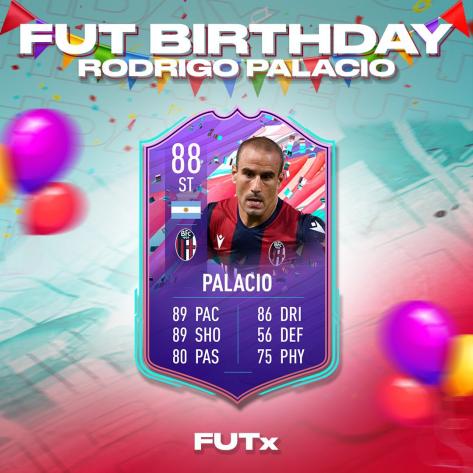 FUT BIRTHDAY
RODRIGO PALACIO
88
ST
BFC
PALACIO
89 PAC 86 DRI
89 SHO 56 DEF
80 PAS 75 PHY
FUTx